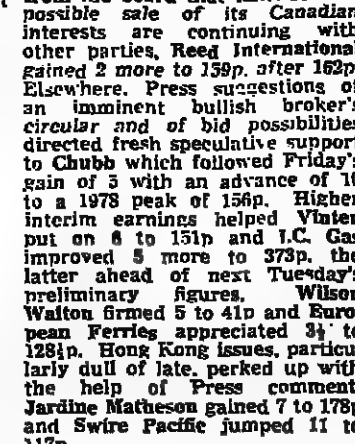 possible sale of its Canadian
interests are continuing with
other parties, Reed International
gained 2 more to 159p. after 162p
Elsewhere. Press suggestions of
an imminent bullish broker's
circular and of bid possibilities
directed fresh speculative support
to Chubb which followed Friday's
gain of 5 with an advance of
to a 1978 peak of 156p. Higher
interim earnings helped Vinten
put on 6 to 151p and I.C. Gas
improved 5 more to 373p. the
latter ahead of next Tuesday's
preliminary figures. Wilson
Walton firmed 5 to 41p and Euro-
pean Ferries appreciated 3½ to
128½p. Hong Kong issues, particu-
larly dull of late. perked up with
the help of Press comment
Jardine Matheson gained 7 to 178p
and Swire Pacific jumped 11 to
117p